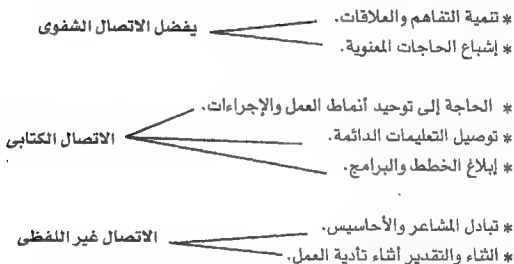 * تنمية التفاهم والعلاقات.
يفضل الاتصال الشفوى
* إشباع الحاجات المعنوية.
* الحاجة إلى توحيد أنماط العمل والإجراءات.
* توصيل التعليمات الدائمة.
الاتصال الكتابى
* إبلاغ الخطط والبرامج.
* تبادل المشاعر والأحاسيس.
الاتصال غير اللفظى
* الثناء والتقدير أثناء تأدية العمل.